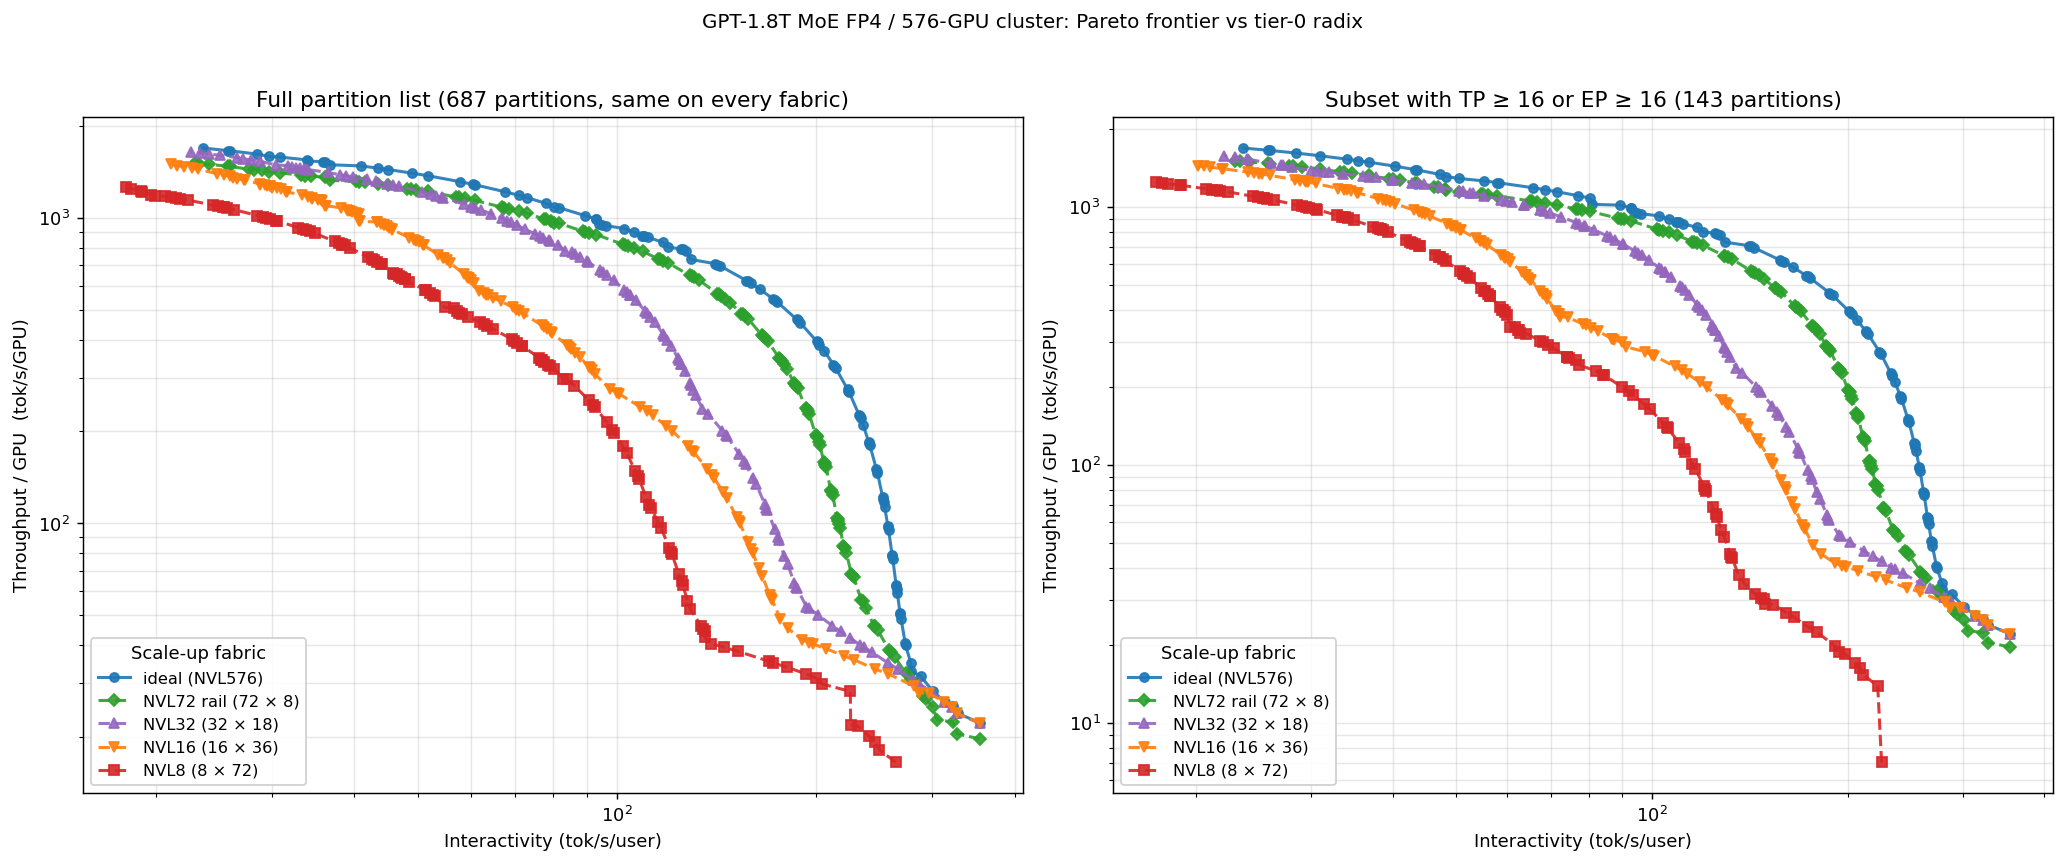 GPT-1.8T MoE FP4 / 576-GPU cluster: Pareto frontier vs tier-0 radix
Full partition list (687 partitions, same on every fabric)
Throughput / GPU  (tok/s/GPU)
10³
10²
Scale-up fabric
ideal (NVL576)
NVL72 rail (72 × 8)
NVL32 (32 × 18)
NVL16 (16 × 36)
NVL8 (8 × 72)
10²
Interactivity (tok/s/user)
Subset with TP ≥ 16 or EP ≥ 16 (143 partitions)
Throughput / GPU  (tok/s/GPU)
10³
10²
10¹
Scale-up fabric
ideal (NVL576)
NVL72 rail (72 × 8)
NVL32 (32 × 18)
NVL16 (16 × 36)
NVL8 (8 × 72)
10²
Interactivity (tok/s/user)